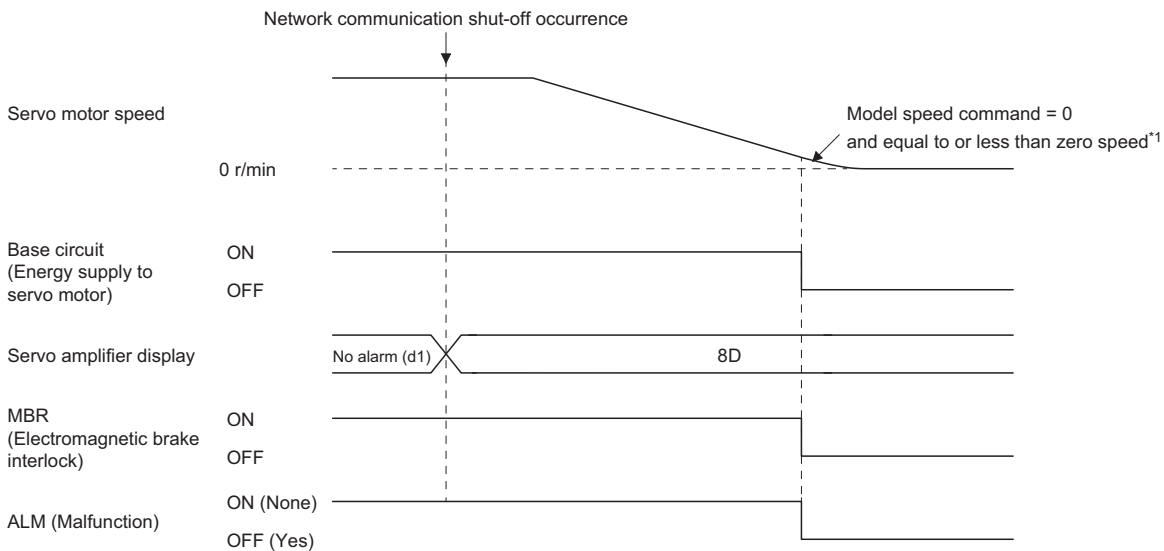 Network communication shut-off occurrence
Servo motor speed
Model speed command = 0
and equal to or less than zero speed*1
0 r/min
Base circuit
(Energy supply to
servo motor)
ON
OFF
Servo amplifier display
No alarm (d1)
8D
MBR
(Electromagnetic brake
interlock)
ON
OFF
ALM (Malfunction)
ON (None)
OFF (Yes)